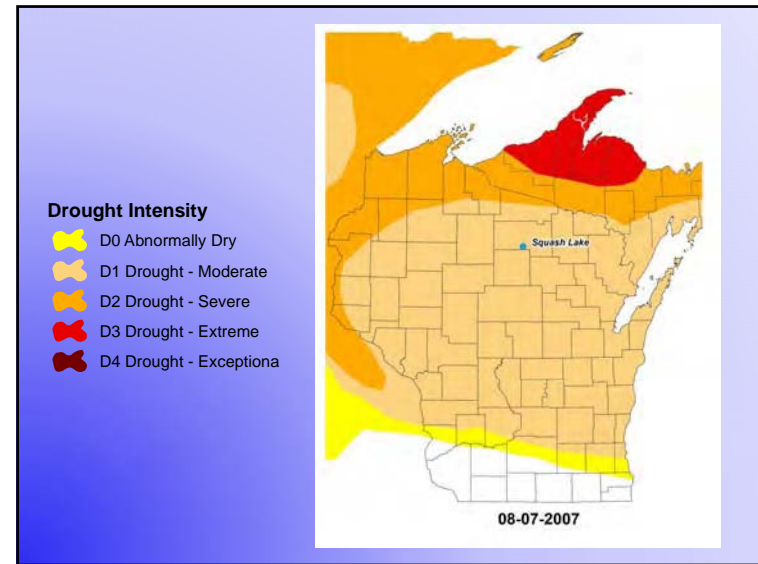 Drought Intensity
D0 Abnormally Dry
D1 Drought - Moderate
D2 Drought - Severe
D3 Drought - Extreme
D4 Drought - Exceptiona
Squash Lake
08-07-2007